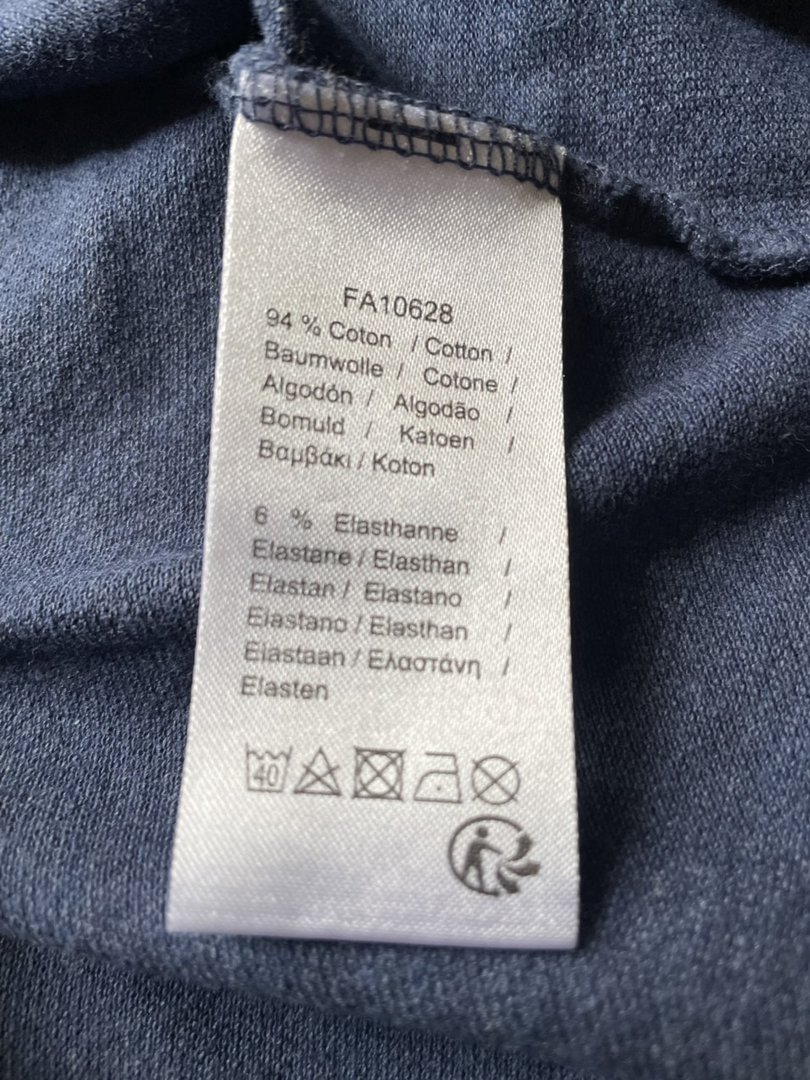 FA10628
94 % Coton / Cotton /
Baumwolle / Cotone /
Algodón / Algodão /
Bomuld / Katoen /
Βαμβάκι / Koton
6 % Elasthanne /
Elastane / Elasthan /
Elastan / Elastano /
Elastano / Elasthan /
Elastaan / Ελαστάνη /
Elasten
40